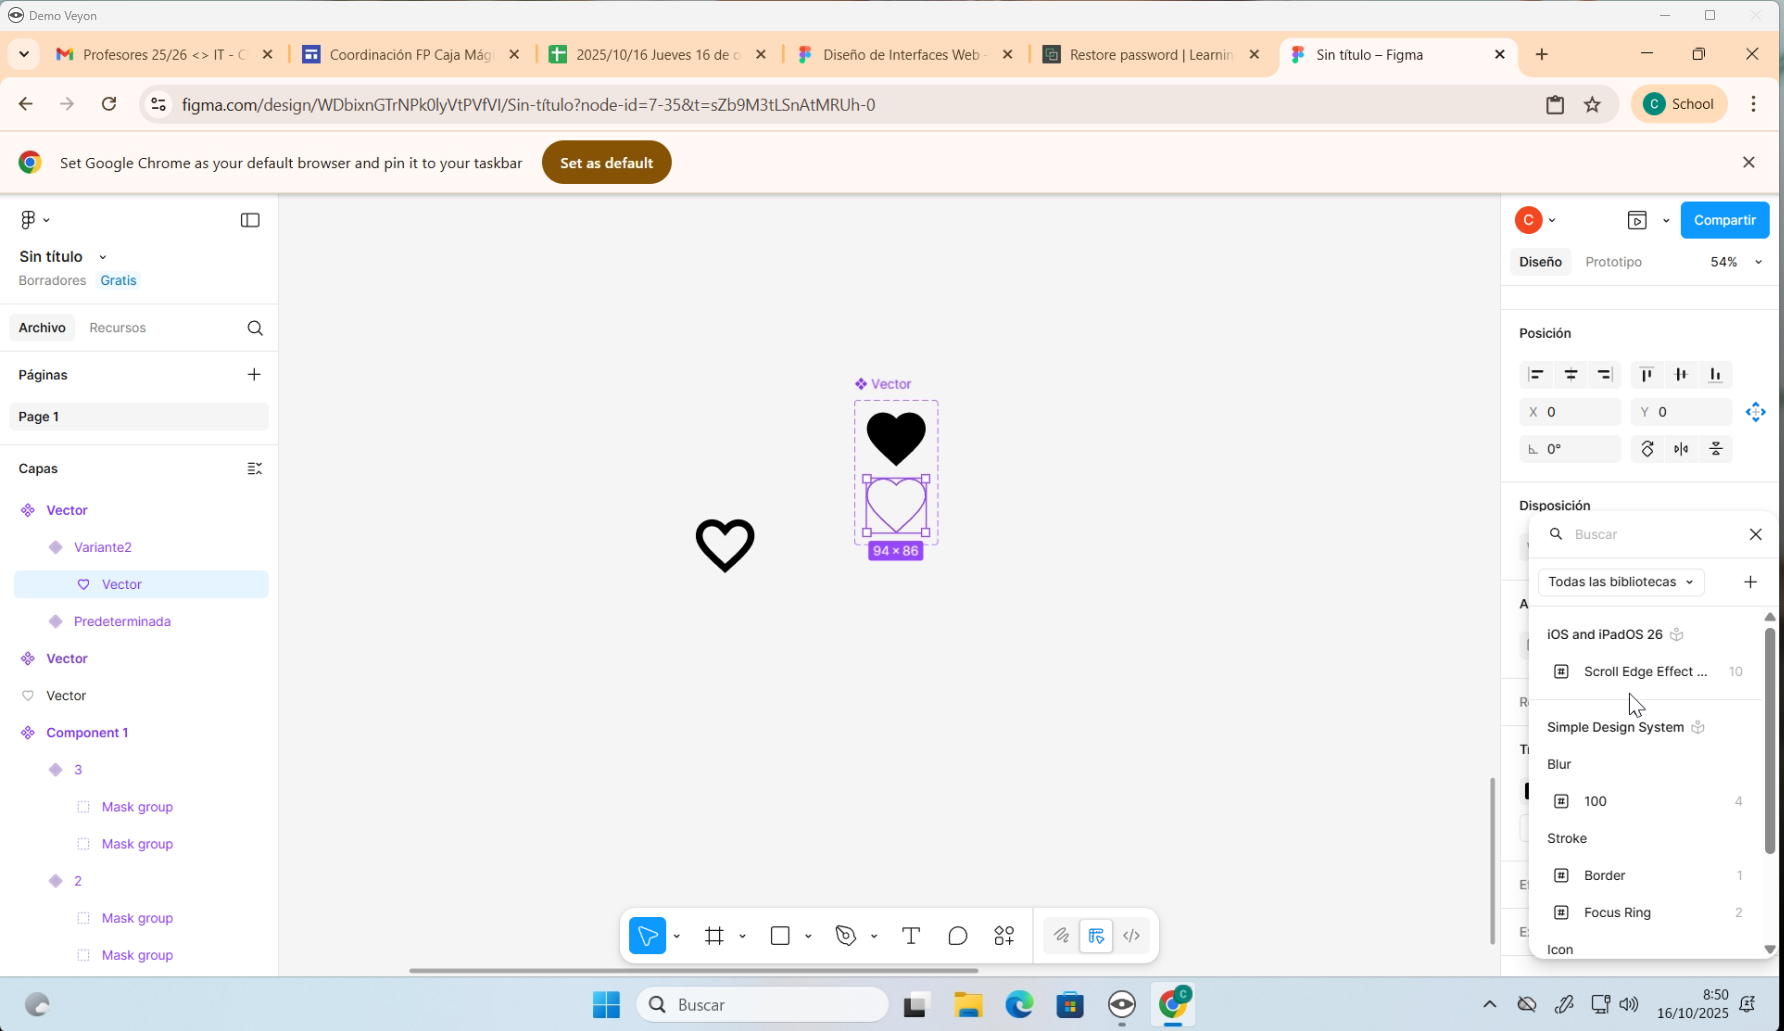 Demo Veyon
Profesores 25/26 <> IT - C
Coordinación FP Caja Mági
2025/10/16 Jueves 16 de o
Diseño de Interfaces Web -
Restore password | Learnin
Sin título – Figma
figma.com/design/WDbixnGTrNPk0lyVtPVfVI/Sin-título?node-id=7-35&t=sZb9M3tLSnAtMRUh-0
C School
Set Google Chrome as your default browser and pin it to your taskbar
Set as default
Sin título
Borradores Gratis
Archivo Recursos
Páginas
Page 1
Capas
Vector
Variante2
Vector
Predeterminada
Vector
Vector
Component 1
3
Mask group
Mask group
2
Mask group
Mask group
Vector
94 × 86
C
Compartir
Diseño Prototipo 54%
Posición
X 0 Y 0
0°
Disposición
Buscar
Todas las bibliotecas
iOS and iPadOS 26
Scroll Edge Effect ... 10
Simple Design System
Blur
100 4
Stroke
Border 1
Focus Ring 2
Icon
Buscar
C
8:50
16/10/2025